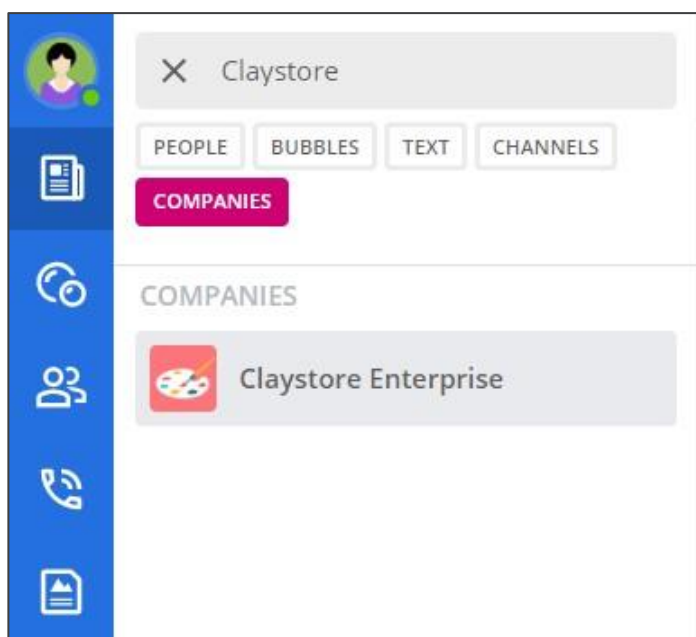 Claystore
PEOPLE BUBBLES TEXT CHANNELS
COMPANIES
COMPANIES
Claystore Enterprise